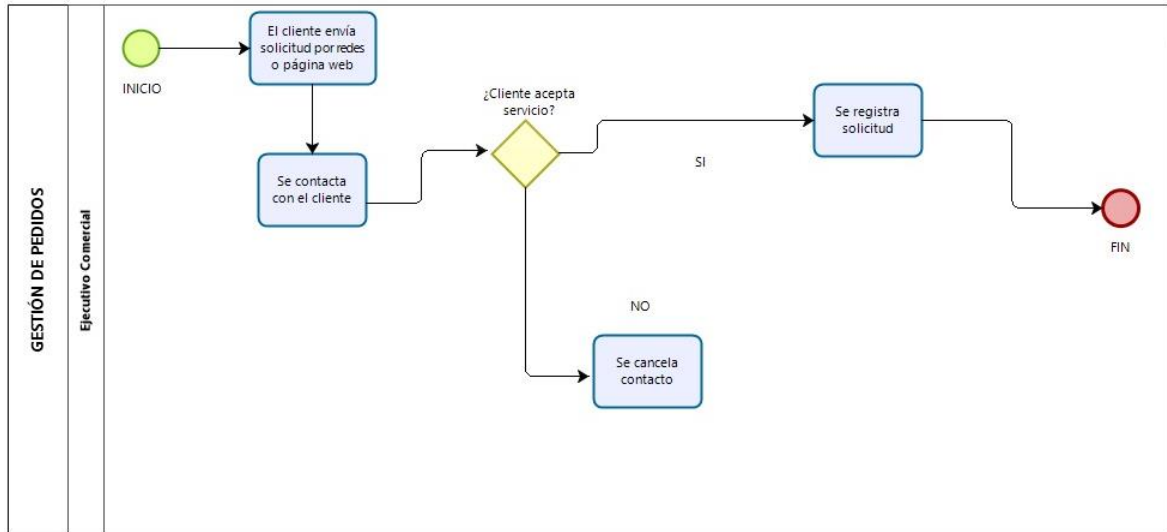 GESTIÓN DE PEDIDOS
Ejecutivo Comercial
INICIO
El cliente envía
solicitud por redes
o página web
Se contacta
con el cliente
¿Cliente acepta
servicio?
SI
Se registra
solicitud
FIN
NO
Se cancela
contacto